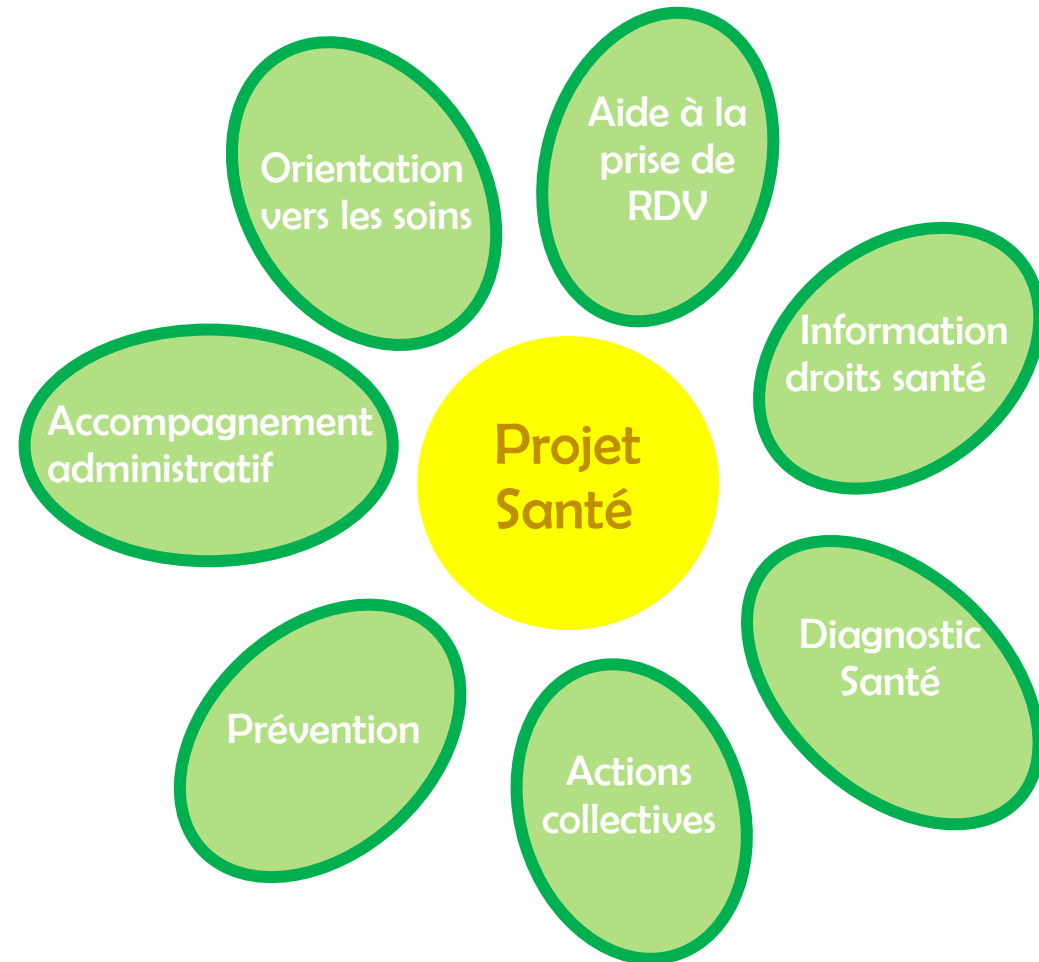 Aide à la
prise de
RDV
Orientation
vers les soins
Information
droits santé
Accompagnement
administratif
Projet
Santé
Diagnostic
Santé
Prévention
Actions
collectives